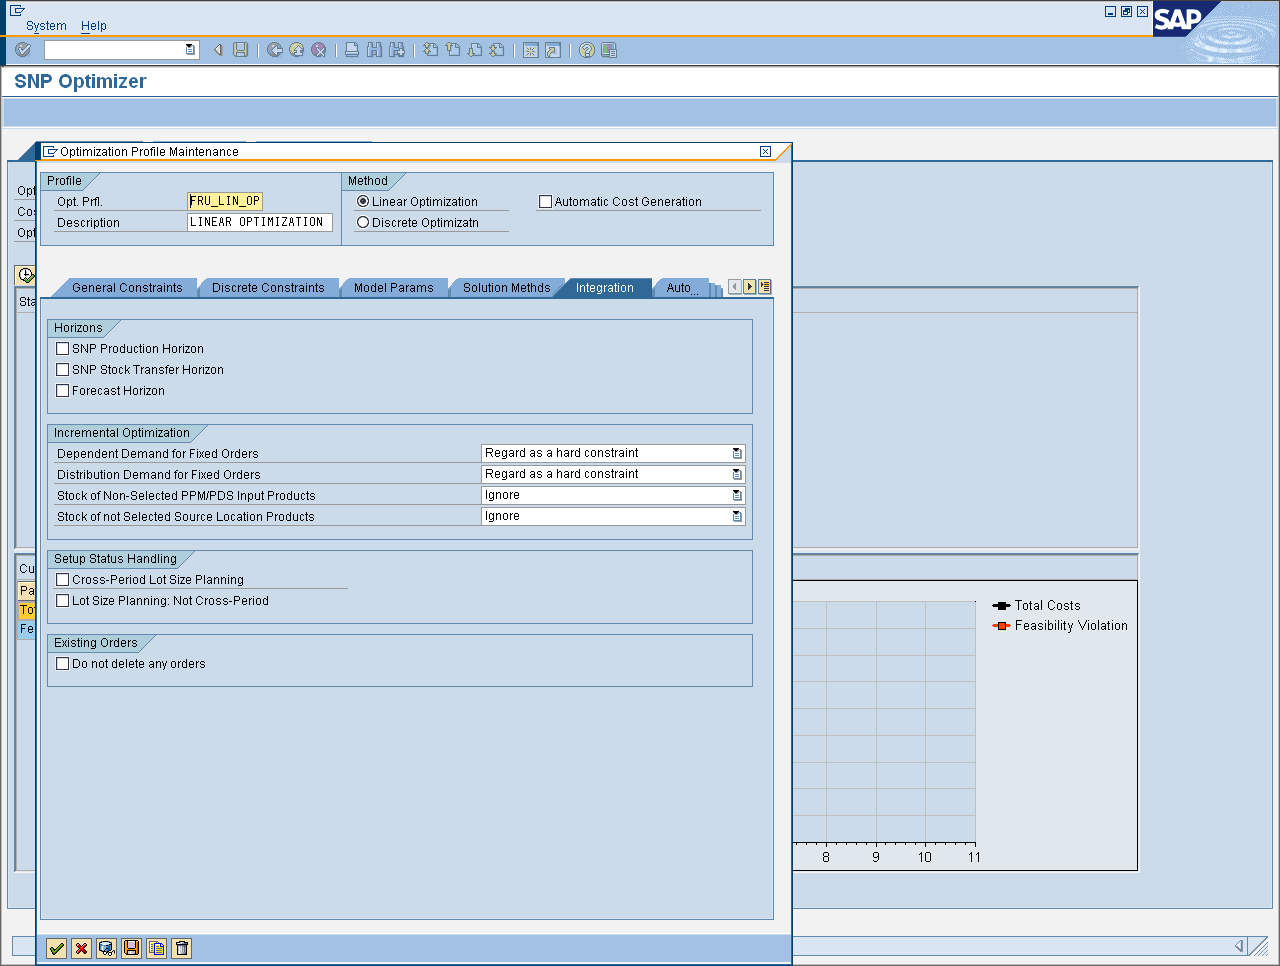 System Help
SAP
SNP Optimizer
Optimization Profile Maintenance
Profile
Method
Opt. Prfl.
FRU_LIN_OP
Linear Optimization
Automatic Cost Generation
Description
LINEAR OPTIMIZATION
Discrete Optimizatn
Opt
Cos
Opt
General Constraints
Discrete Constraints
Model Params
Solution Methds
Integration
Auto...
Sta
Horizons
SNP Production Horizon
SNP Stock Transfer Horizon
Forecast Horizon
Incremental Optimization
Dependent Demand for Fixed Orders
Regard as a hard constraint
Distribution Demand for Fixed Orders
Regard as a hard constraint
Stock of Non-Selected PPM/PDS Input Products
Ignore
Stock of not Selected Source Location Products
Ignore
Setup Status Handling
Cross-Period Lot Size Planning
Lot Size Planning: Not Cross-Period
Existing Orders
Do not delete any orders
Cu
Pa
Tot
Fe
Total Costs
Feasibility Violation
8 9 10 11